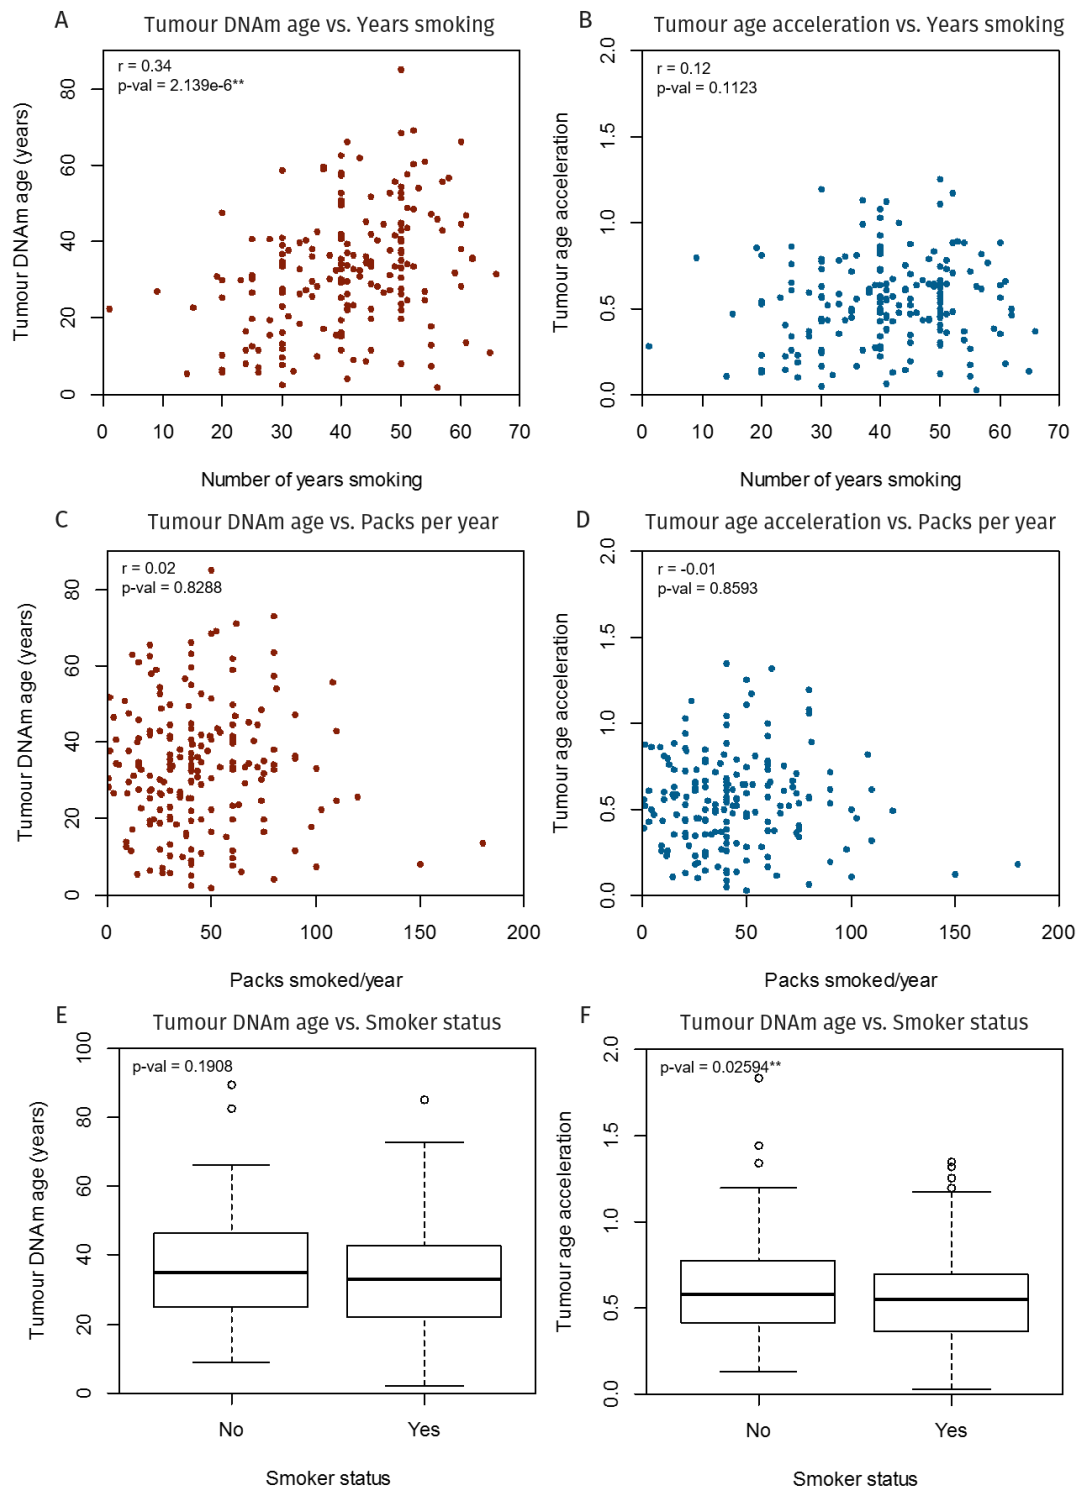 A Tumour DNAm age vs. Years smoking
r = 0.34
p-val = 2.139e-6**
Tumour DNAm age (years)
80
60
40
20
0
0 10 20 30 40 50 60 70
Number of years smoking
B Tumour age acceleration vs. Years smoking
r = 0.12
p-val = 0.1123
Tumour age acceleration
2.0
1.5
1.0
0.5
0.0
0 10 20 30 40 50 60 70
Number of years smoking
C Tumour DNAm age vs. Packs per year
r = 0.02
p-val = 0.8288
Tumour DNAm age (years)
80
60
40
20
0
0 50 100 150 200
Packs smoked/year
D Tumour age acceleration vs. Packs per year
r = -0.01
p-val = 0.8593
Tumour age acceleration
2.0
1.5
1.0
0.5
0.0
0 50 100 150 200
Packs smoked/year
E Tumour DNAm age vs. Smoker status
p-val = 0.1908
Tumour DNAm age (years)
100
80
60
40
20
0
No Yes
Smoker status
F Tumour DNAm age vs. Smoker status
p-val = 0.02594**
Tumour age acceleration
2.0
1.5
1.0
0.5
0.0
No Yes
Smoker status